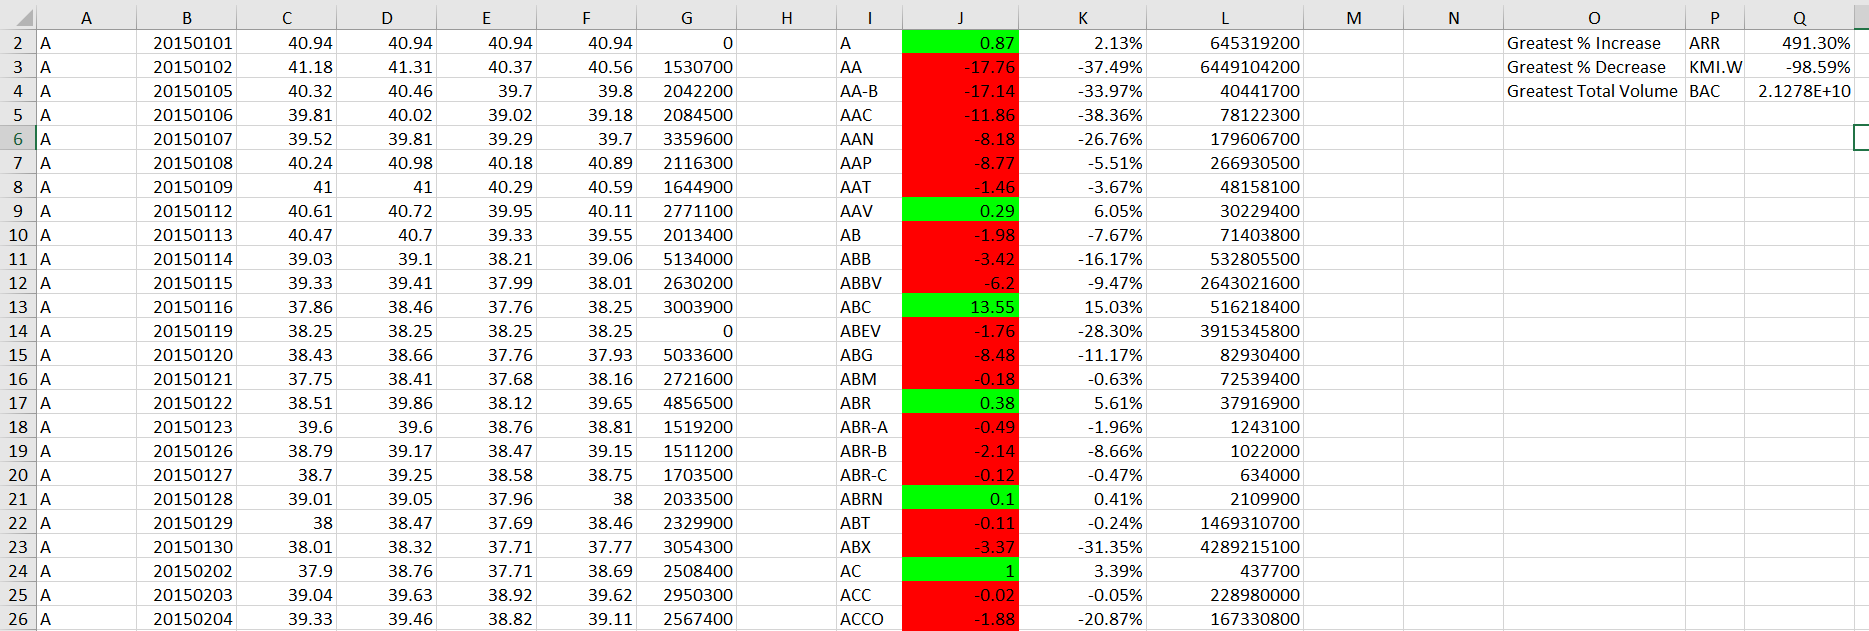 A B C D E F G H I J K L M N O P Q
2 A 20150101 40.94 40.94 40.94 40.94 0 A 0.87 2.13% 645319200 Greatest % Increase ARR 491.30%
3 A 20150102 41.18 41.31 40.37 40.56 1530700 AA -17.76 -37.49% 6449104200 Greatest % Decrease KMI.W -98.59%
4 A 20150105 40.32 40.46 39.7 39.8 2042200 AA-B -17.14 -33.97% 40441700 Greatest Total Volume BAC 2.1278E+10
5 A 20150106 39.81 40.02 39.02 39.18 2084500 AAC -11.86 -38.36% 78122300
6 A 20150107 39.52 39.81 39.29 39.7 3359600 AAN -8.18 -26.76% 179606700
7 A 20150108 40.24 40.98 40.18 40.89 2116300 AAP -8.77 -5.51% 266930500
8 A 20150109 41 41 40.29 40.59 1644900 AAT -1.46 -3.67% 48158100
9 A 20150112 40.61 40.72 39.95 40.11 2771100 AAV 0.29 6.05% 30229400
10 A 20150113 40.47 40.7 39.33 39.55 2013400 AB -1.98 -7.67% 71403800
11 A 20150114 39.03 39.1 38.21 39.06 5134000 ABB -3.42 -16.17% 532805500
12 A 20150115 39.33 39.41 37.99 38.01 2630200 ABBV -6.2 -9.47% 2643021600
13 A 20150116 37.86 38.46 37.76 38.25 3003900 ABC 13.55 15.03% 516218400
14 A 20150119 38.25 38.25 38.25 38.25 0 ABEV -1.76 -28.30% 3915345800
15 A 20150120 38.43 38.66 37.76 37.93 5033600 ABG -8.48 -11.17% 82930400
16 A 20150121 37.75 38.41 37.68 38.16 2721600 ABM -0.18 -0.63% 72539400
17 A 20150122 38.51 39.86 38.12 39.65 4856500 ABR 0.38 5.61% 37916900
18 A 20150123 39.6 39.6 38.76 38.81 1519200 ABR-A -0.49 -1.96% 1243100
19 A 20150126 38.79 39.17 38.47 39.15 1511200 ABR-B -2.14 -8.66% 1022000
20 A 20150127 38.7 39.25 38.58 38.75 1703500 ABR-C -0.12 -0.47% 634000
21 A 20150128 39.01 39.05 37.96 38 2033500 ABRN 0.1 0.41% 2109900
22 A 20150129 38 38.47 37.69 38.46 2329900 ABT -0.11 -0.24% 1469310700
23 A 20150130 38.01 38.32 37.71 37.77 3054300 ABX -3.37 -31.35% 4289215100
24 A 20150202 37.9 38.76 37.71 38.69 2508400 AC 1 3.39% 437700
25 A 20150203 39.04 39.63 38.92 39.62 2950300 ACC -0.02 -0.05% 228980000
26 A 20150204 39.33 39.46 38.82 39.11 2567400 ACCO -1.88 -20.87% 167330800